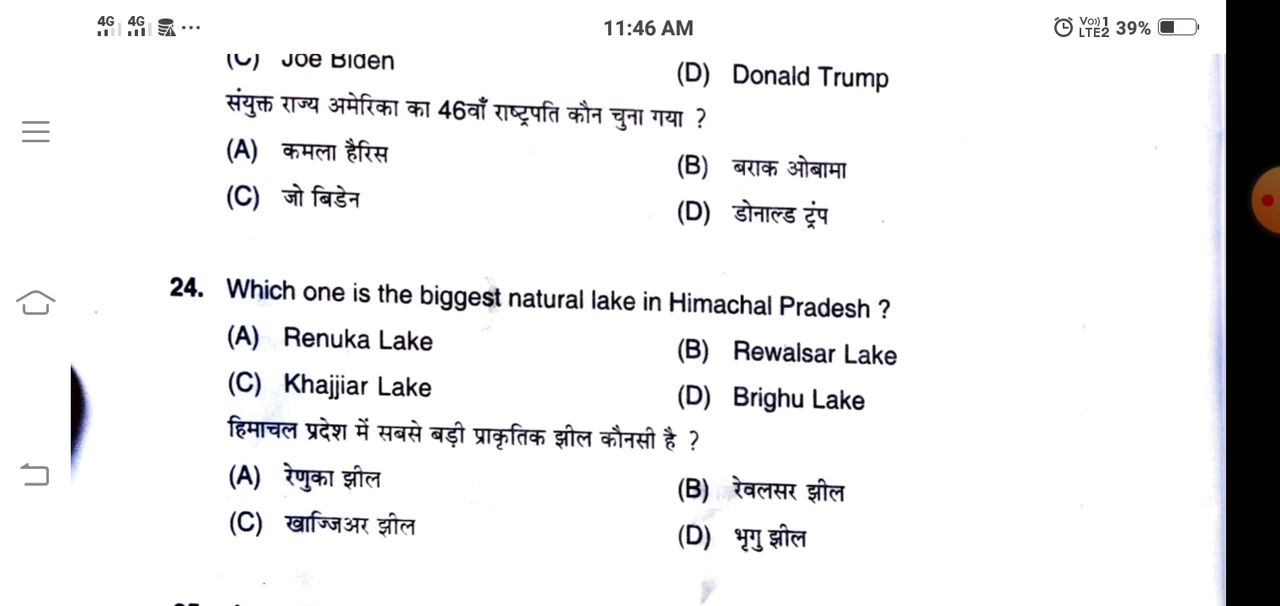 4G 4G ... 11:46 AM Vo)) 1 LTE2 39%
(C) Joe Biden (D) Donald Trump
संयुक्त राज्य अमेरिका का 46वाँ राष्ट्रपति कौन चुना गया ?
(A) कमला हैरिस (B) बराक ओबामा
(C) जो बिडेन (D) डोनाल्ड ट्रंप
24. Which one is the biggest natural lake in Himachal Pradesh ?
(A) Renuka Lake (B) Rewalsar Lake
(C) Khajjiar Lake (D) Brighu Lake
हिमाचल प्रदेश में सबसे बड़ी प्राकृतिक झील कौनसी है ?
(A) रेणुका झील (B) रेवलसर झील
(C) खाज्जिअर झील (D) भृगु झील